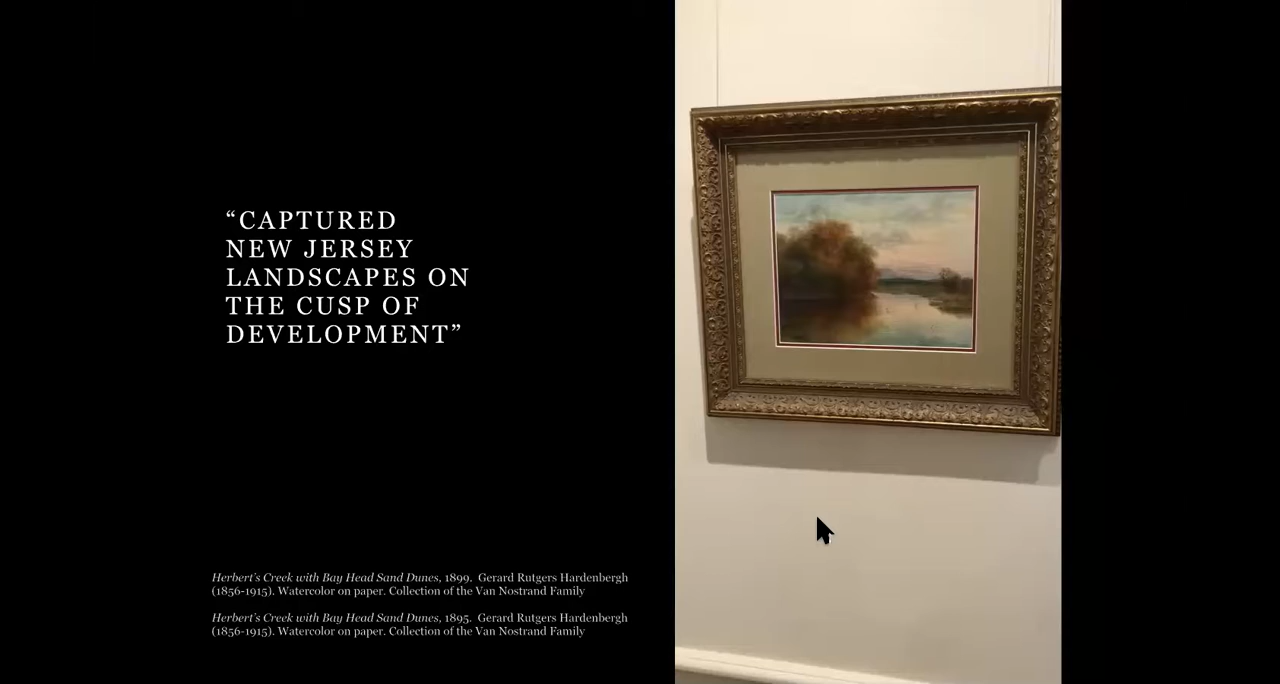 “CAPTURED
NEW JERSEY
LANDSCAPES ON
THE CUSP OF
DEVELOPMENT”
Herbert’s Creek with Bay Head Sand Dunes, 1899.  Gerard Rutgers Hardenbergh
(1856-1915). Watercolor on paper. Collection of the Van Nostrand Family
Herbert’s Creek with Bay Head Sand Dunes, 1895.  Gerard Rutgers Hardenbergh
(1856-1915). Watercolor on paper. Collection of the Van Nostrand Family